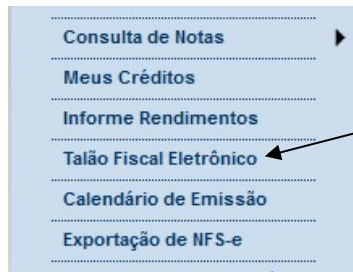 Consulta de Notas
Meus Créditos
Informe Rendimentos
Talão Fiscal Eletrônico
Calendário de Emissão
Exportação de NFS-e